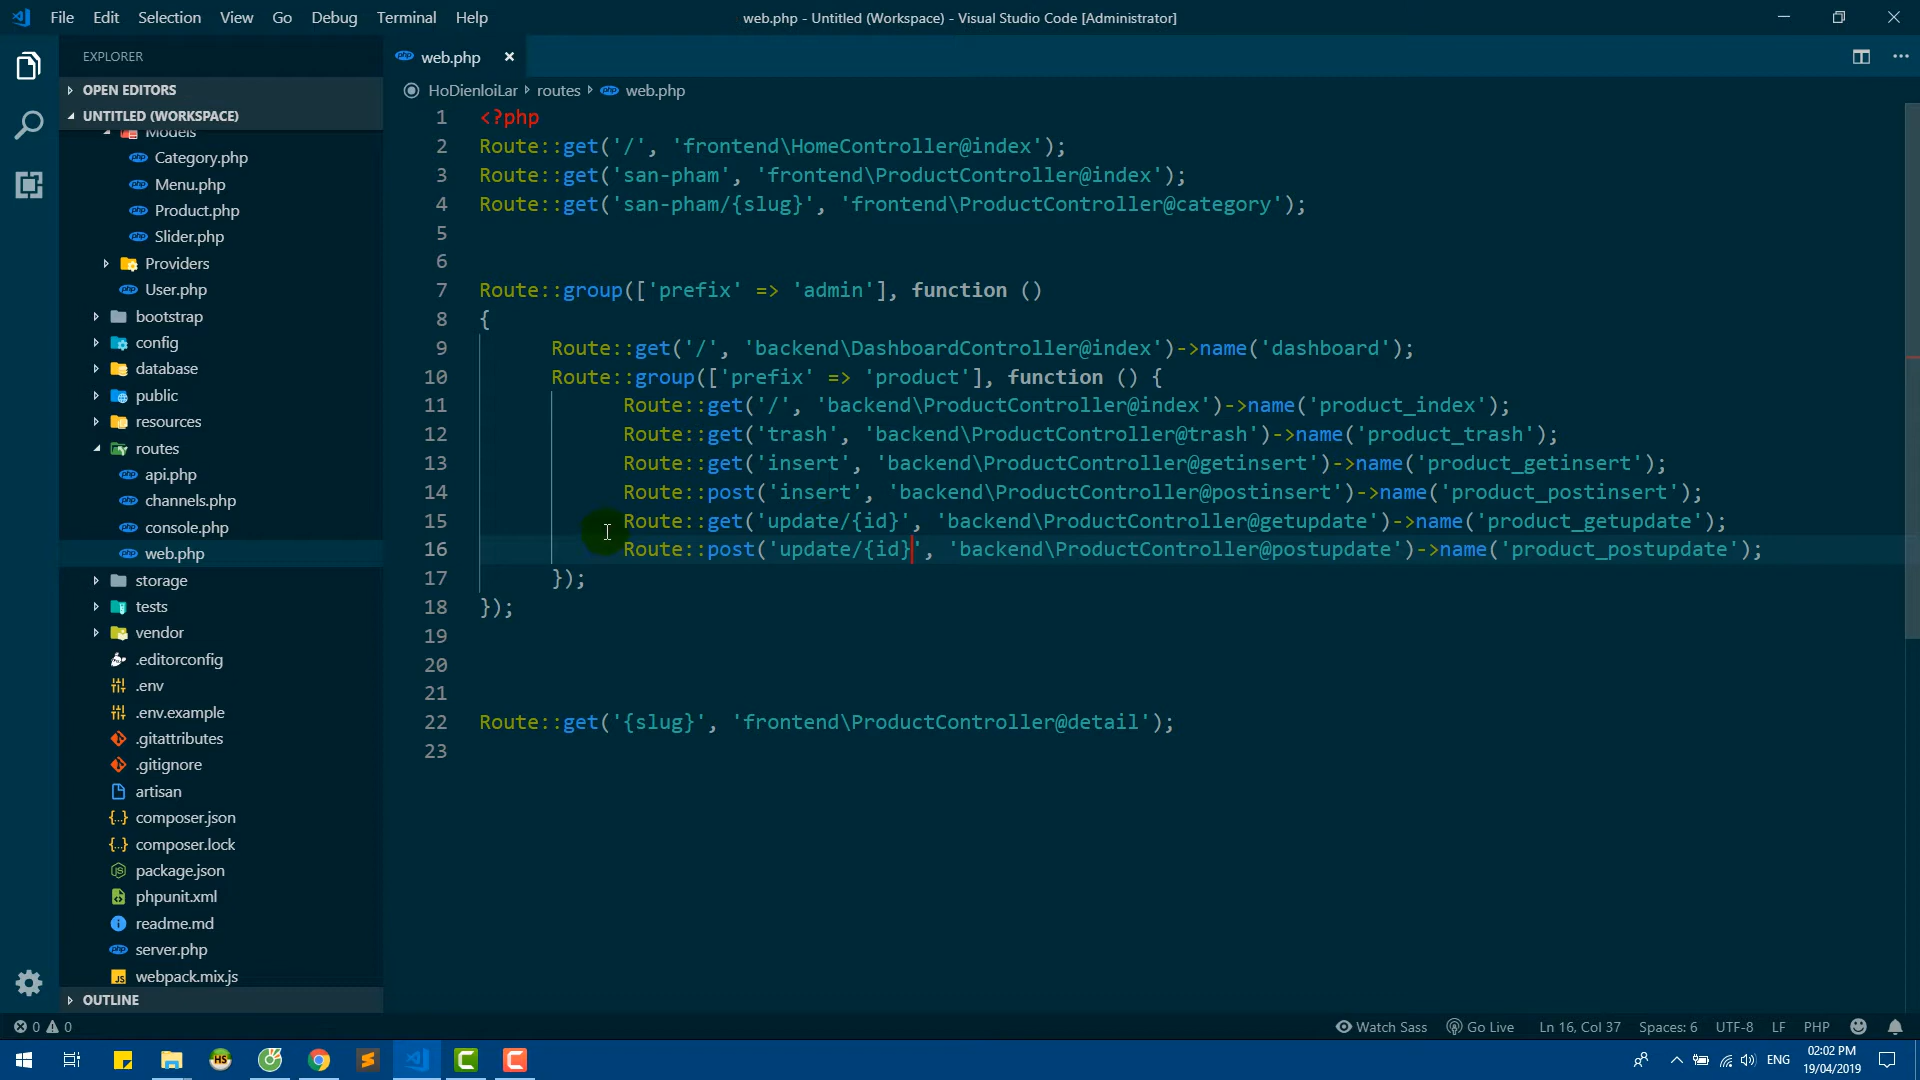 File Edit Selection View Go Debug Terminal Help
web.php - Untitled (Workspace) - Visual Studio Code [Administrator]
EXPLORER
OPEN EDITORS
UNTITLED (WORKSPACE)
Models
Category.php
Menu.php
Product.php
Slider.php
Providers
User.php
bootstrap
config
database
public
resources
routes
api.php
channels.php
console.php
web.php
storage
tests
vendor
.editorconfig
.env
.env.example
.gitattributes
.gitignore
artisan
composer.json
composer.lock
package.json
phpunit.xml
readme.md
server.php
webpack.mix.js
OUTLINE
web.php
HoDienloiLar routes web.php
1 <?php
2 Route::get('/', 'frontend\HomeController@index');
3 Route::get('san-pham', 'frontend\ProductController@index');
4 Route::get('san-pham/{slug}', 'frontend\ProductController@category');
5
6
7 Route::group(['prefix' => 'admin'], function ()
8 {
9 Route::get('/', 'backend\DashboardController@index')->name('dashboard');
10 Route::group(['prefix' => 'product'], function () {
11 Route::get('/', 'backend\ProductController@index')->name('product_index');
12 Route::get('trash', 'backend\ProductController@trash')->name('product_trash');
13 Route::get('insert', 'backend\ProductController@getinsert')->name('product_getinsert');
14 Route::post('insert', 'backend\ProductController@postinsert')->name('product_postinsert');
15 Route::get('update/{id}', 'backend\ProductController@getupdate')->name('product_getupdate');
16 Route::post('update/{id}', 'backend\ProductController@postupdate')->name('product_postupdate');
17 });
18 });
19
20
21
22 Route::get('{slug}', 'frontend\ProductController@detail');
23
0 0
Watch Sass Go Live Ln 16, Col 37 Spaces: 6 UTF-8 LF PHP
HS
ENG
02:02 PM
19/04/2019